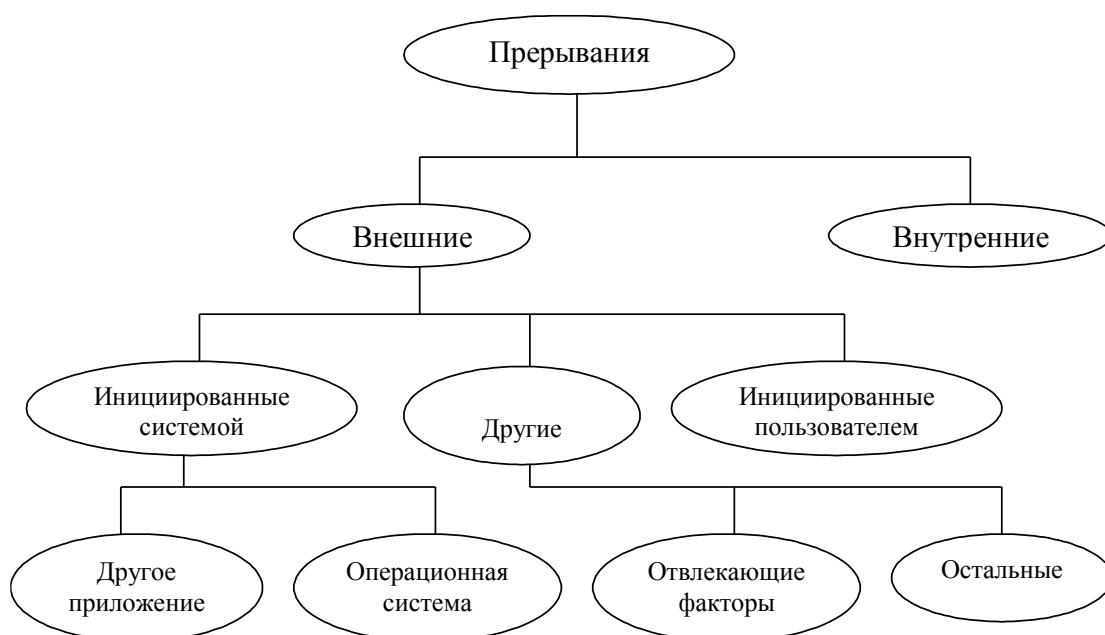 Прерывания
Внешние
Внутренние
Инициированные
системой
Другие
Инициированные
пользователем
Другое
приложение
Операционная
система
Отвлекающие
факторы
Остальные